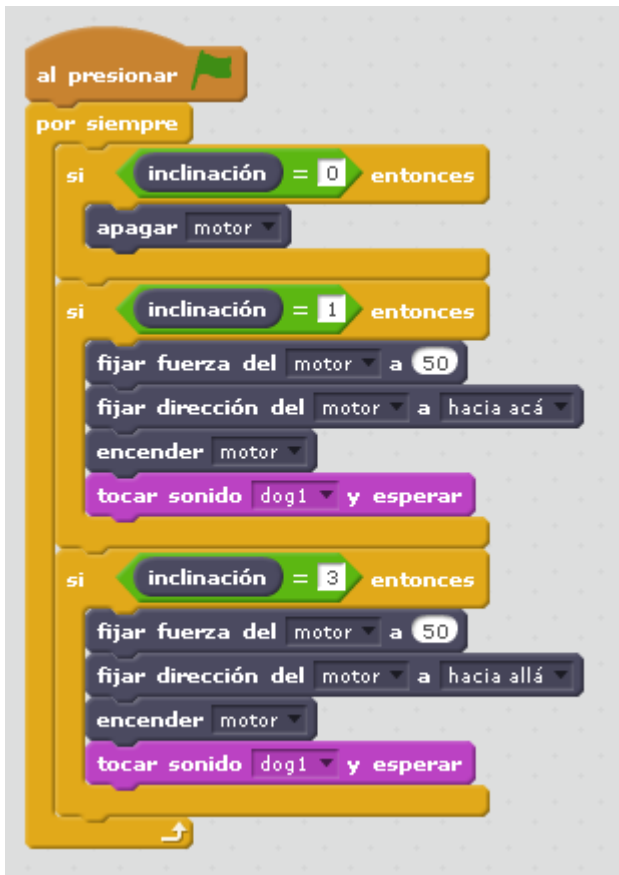 al presionar
por siempre
si inclinación = 0 entonces
apagar motor
si inclinación = 1 entonces
fijar fuerza del motor a 50
fijar dirección del motor a hacia acá
encender motor
tocar sonido dog1 y esperar
si inclinación = 3 entonces
fijar fuerza del motor a 50
fijar dirección del motor a hacia allá
encender motor
tocar sonido dog1 y esperar